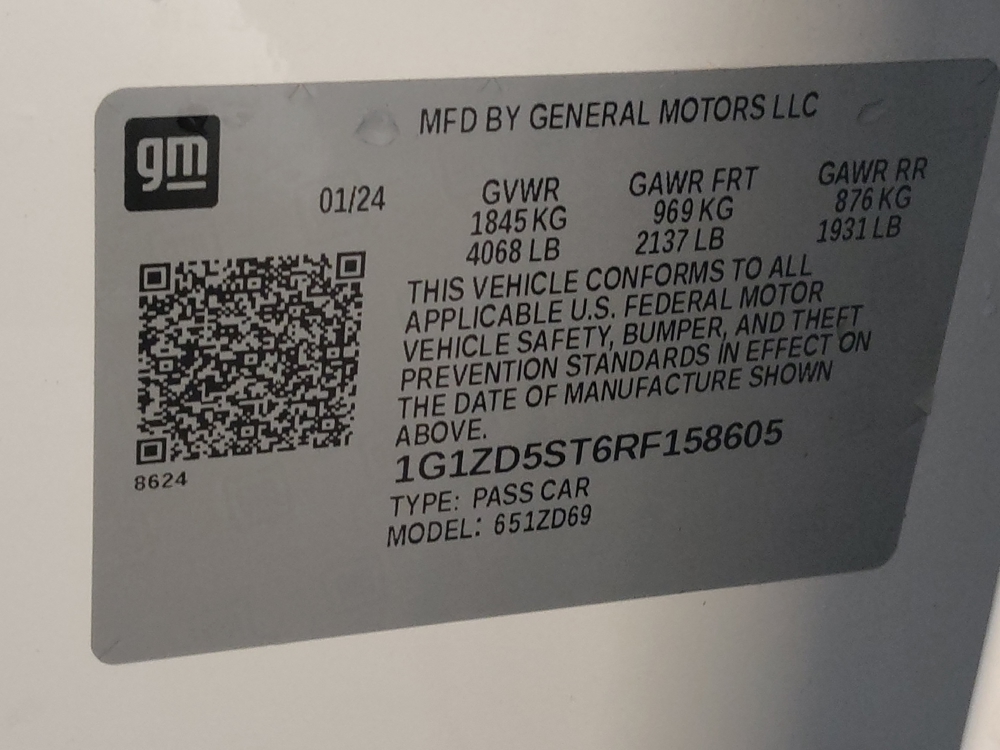 gm
MFD BY GENERAL MOTORS LLC
01/24
GVWR
1845 KG
4068 LB
GAWR FRT
969 KG
2137 LB
GAWR RR
876 KG
1931 LB
THIS VEHICLE CONFORMS TO ALL
APPLICABLE U.S. FEDERAL MOTOR
VEHICLE SAFETY, BUMPER, AND THEFT
PREVENTION STANDARDS IN EFFECT ON
THE DATE OF MANUFACTURE SHOWN
ABOVE.
8624
1G1ZD5ST6RF158605
TYPE: PASS CAR
MODEL: 651ZD69